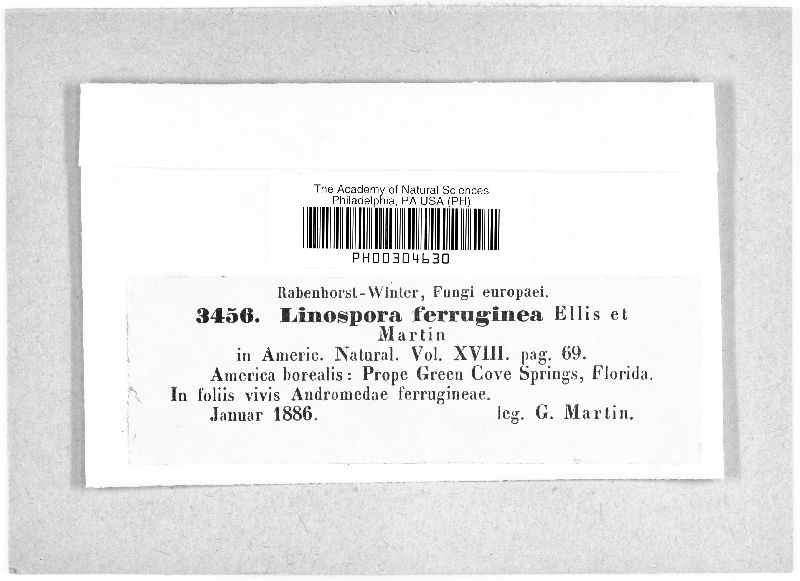 The Academy of Natural Sciences
Philadelphia, PA USA (PH)
PH00304630
Rabenhorst-Winter, Fungi europaei.
3456. Linospora ferruginea Ellis et
Martin
in Americ. Natural. Vol. XVIII. pag. 69.
America borealis: Prope Green Cove Springs, Florida.
In foliis vivis Andromedae ferrugineae.
Januar 1886. leg. G. Martin.